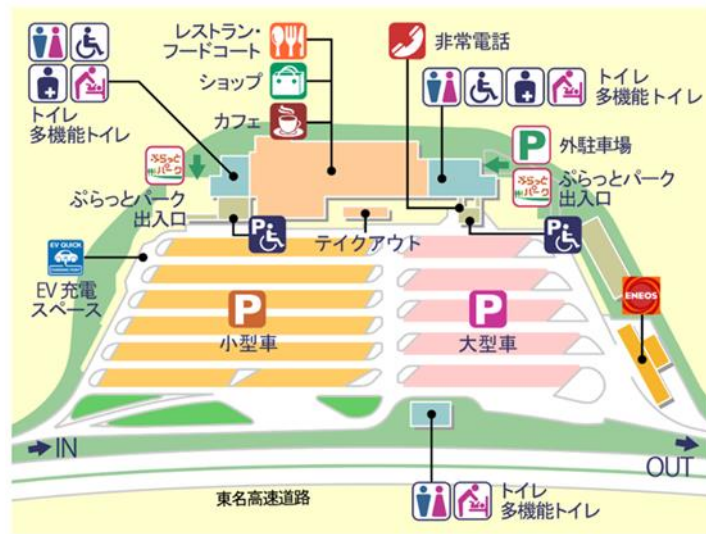 レストラン・
フードコート
ショップ
カフェ
非常電話
トイレ
多機能トイレ
トイレ
多機能トイレ
P
外駐車場
ぷらっと
パーク
ぷらっとパーク
出入口
ぷらっと
パーク
ぷらっとパーク
出入口
P
テイクアウト
P
EV QUICK
EV充電
スペース
ENEOS
P
小型車
P
大型車
IN
OUT
東名高速道路
トイレ
多機能トイレ